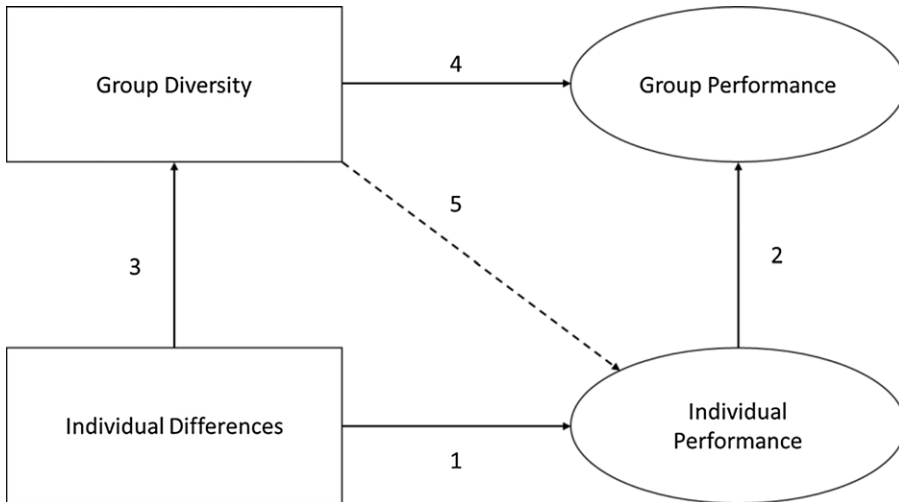 Group Diversity
4
Group Performance
5
3
2
Individual Differences
Individual
Performance
1